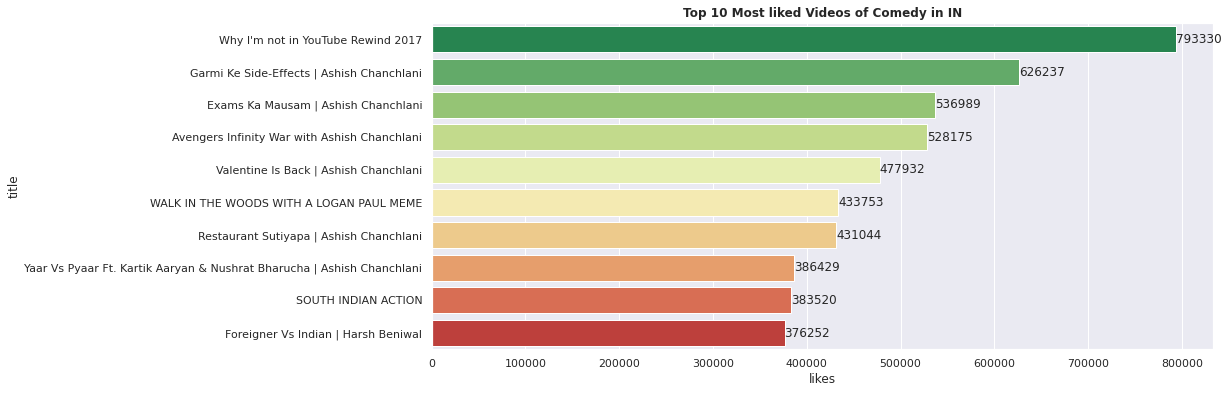 Top 10 Most liked Videos of Comedy in IN
title
Why I'm not in YouTube Rewind 2017
793330
Garmi Ke Side-Effects | Ashish Chanchlani
626237
Exams Ka Mausam | Ashish Chanchlani
536989
Avengers Infinity War with Ashish Chanchlani
528175
Valentine Is Back | Ashish Chanchlani
477932
WALK IN THE WOODS WITH A LOGAN PAUL MEME
433753
Restaurant Sutiyapa | Ashish Chanchlani
431044
Yaar Vs Pyaar Ft. Kartik Aaryan & Nushrat Bharucha | Ashish Chanchlani
386429
SOUTH INDIAN ACTION
383520
Foreigner Vs Indian | Harsh Beniwal
376252
0 100000 200000 300000 400000 500000 600000 700000 800000
likes